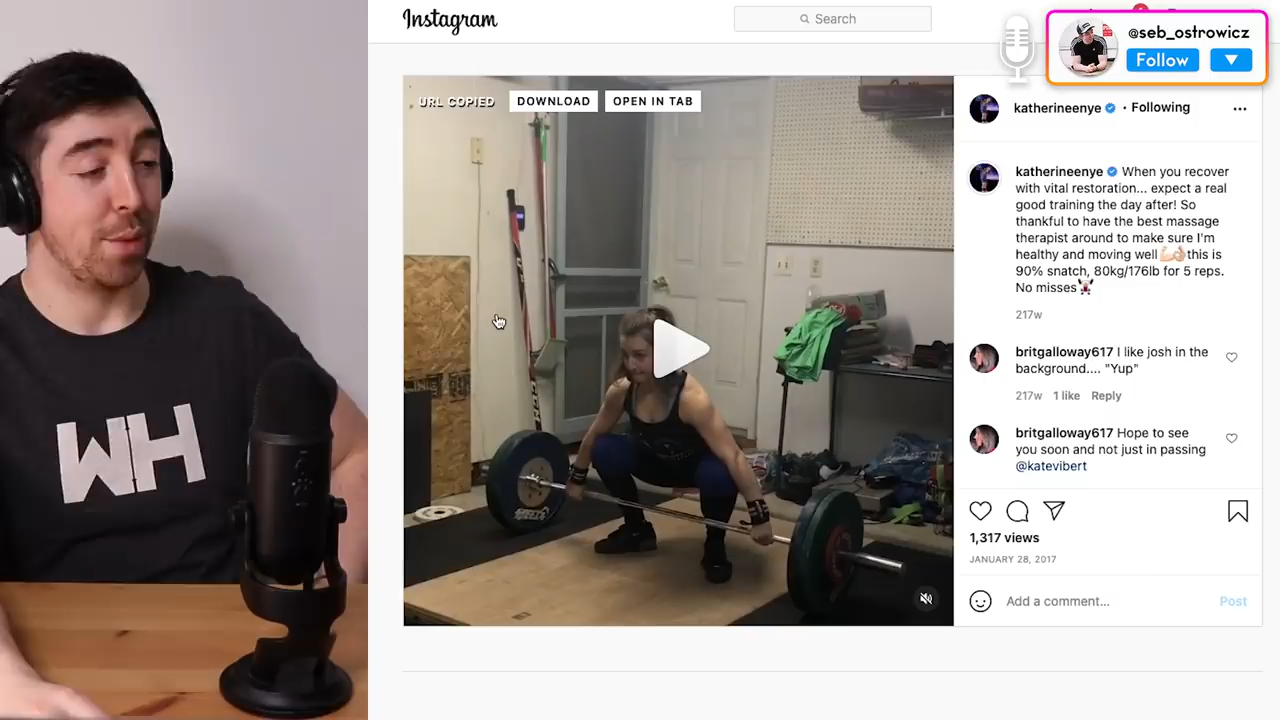 Instagram
Search
@seb_ostrowicz
Follow
URL COPIED
DOWNLOAD
OPEN IN TAB
katherineenye • Following
katherineenye When you recover
with vital restoration... expect a real
good training the day after! So
thankful to have the best massage
therapist around to make sure I'm
healthy and moving well this is
90% snatch, 80kg/176lb for 5 reps.
No misses
217w
britgalloway617 I like josh in the
background.... "Yup"
217w 1 like Reply
britgalloway617 Hope to see
you soon and not just in passing
@katevibert
1,317 views
JANUARY 28, 2017
Add a comment... Post
WH